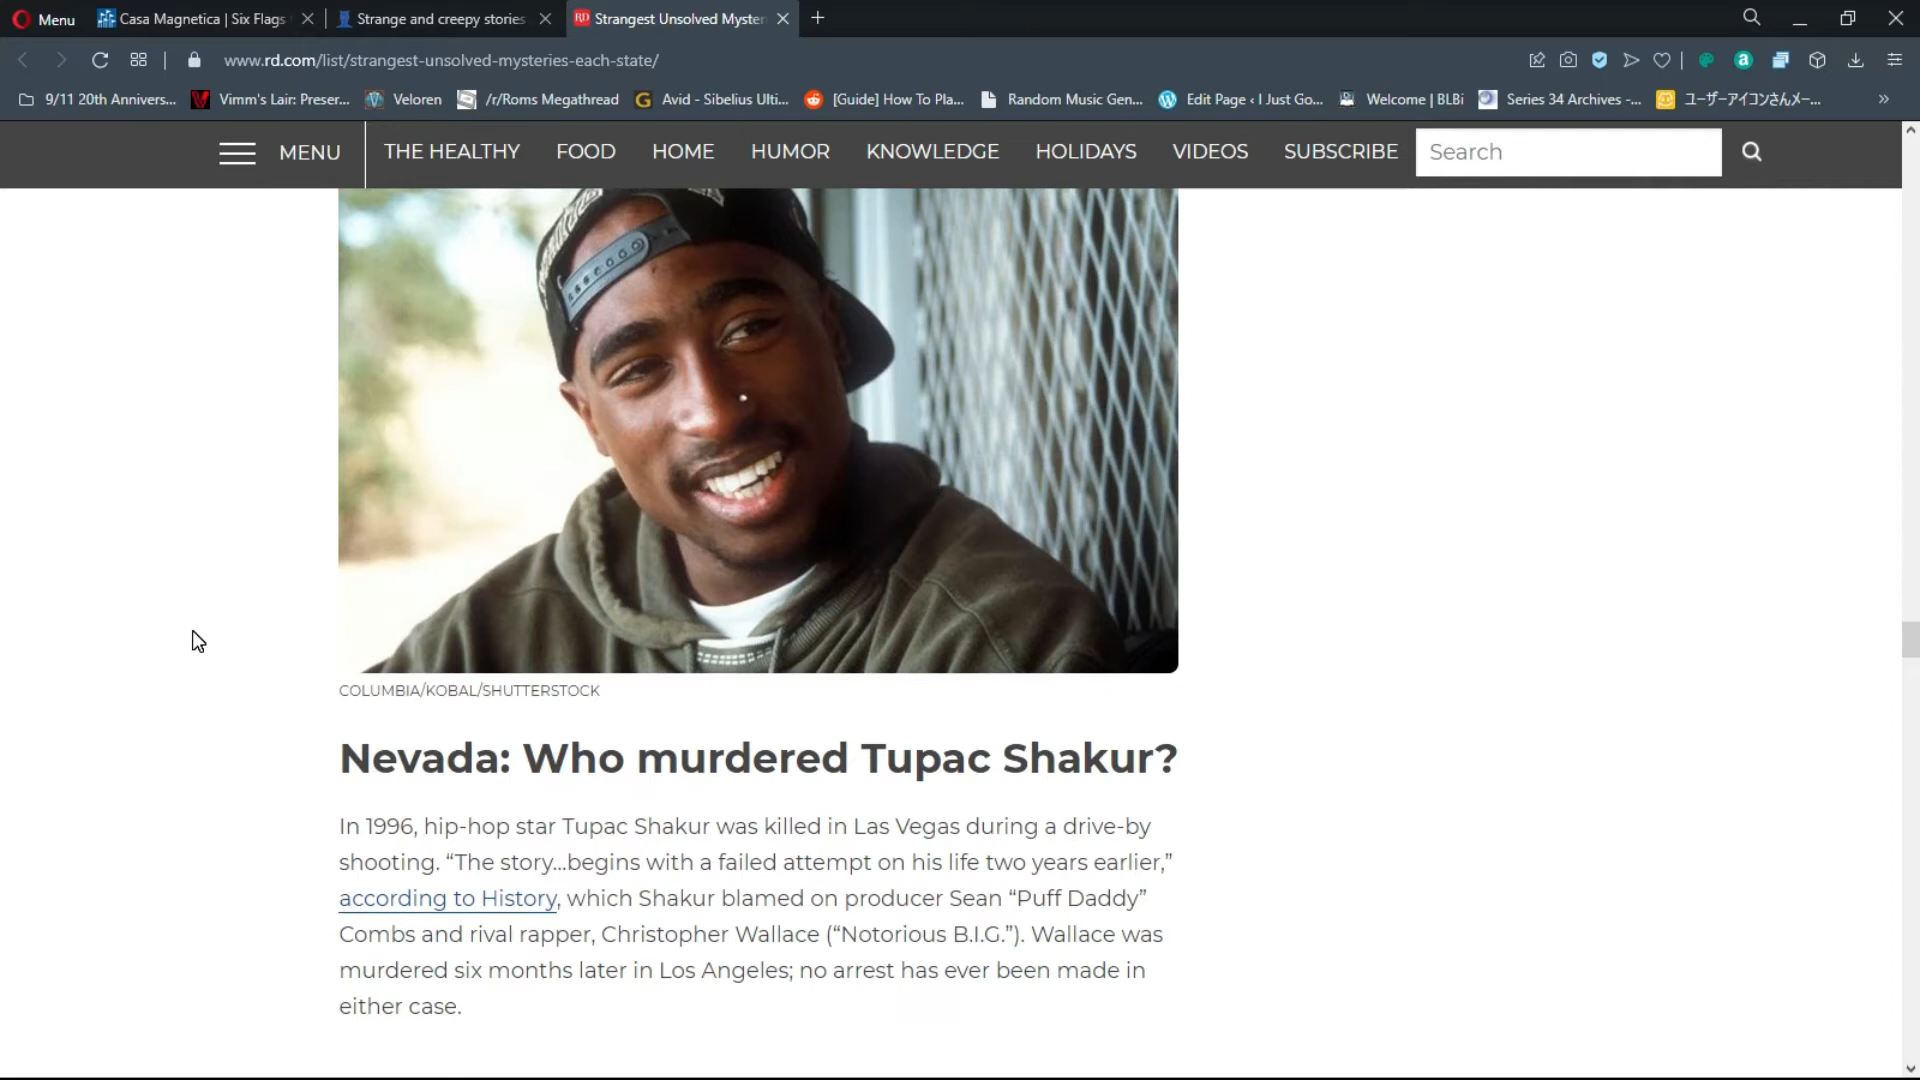 Menu
Casa Magnetica | Six Flags
Strange and creepy stories
RD Strangest Unsolved Myster
www.rd.com/list/strangest-unsolved-mysteries-each-state/
9/11 20th Annivers...
Vimm's Lair: Preser...
Veloren
/r/Roms Megathread
Avid - Sibelius Ulti...
[Guide] How To Pla...
Random Music Gen...
Edit Page ‹ I Just Go...
Welcome | BLBi
Series 34 Archives -...
ユーザーアイコンさんメー...
MENU
THE HEALTHY
FOOD
HOME
HUMOR
KNOWLEDGE
HOLIDAYS
VIDEOS
SUBSCRIBE
Search
COLUMBIA/KOBAL/SHUTTERSTOCK
Nevada: Who murdered Tupac Shakur?
In 1996, hip-hop star Tupac Shakur was killed in Las Vegas during a drive-by
shooting. “The story...begins with a failed attempt on his life two years earlier,”
according to History, which Shakur blamed on producer Sean “Puff Daddy”
Combs and rival rapper, Christopher Wallace (“Notorious B.I.G.”). Wallace was
murdered six months later in Los Angeles; no arrest has ever been made in
either case.